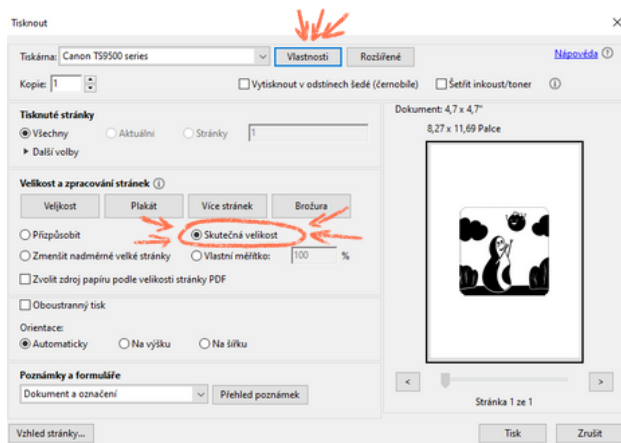 Tisknout
Tiskárna: Canon TS9500 series Vlastnosti Rozšířené Nápověda
Kopie: 1 Vytisknout v odstínech šedé (černobíle) Šetřit inkoust/toner
Tisknuté stránky
Všechny Aktuální Stránky 1
Další volby
Dokument: 4,7 x 4,7"
8,27 x 11,69 Palce
Velikost a zpracování stránek
Velikost Plakát Více stránek Brožura
Přizpůsobit Skutečná velikost
Zmenšit nadměrné velké stránky Vlastní měřítko: 100 %
Zvolit zdroj papíru podle velikosti stránky PDF
Oboustranný tisk
Orientace:
Automaticky Na výšku Na šířku
Poznámky a formuláře
Dokument a označení Přehled poznámek
< >
Stránka 1 ze 1
Vzhled stránky... Tisk Zrušit